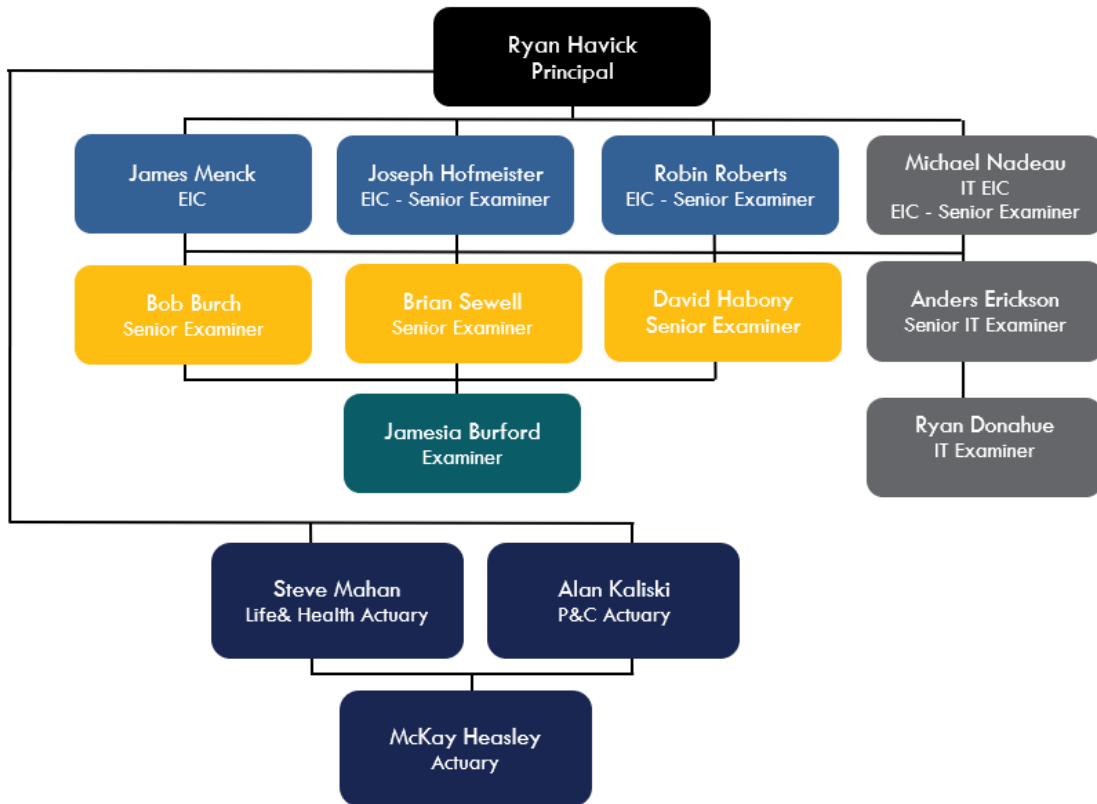 Ryan Havick
Principal
James Menck
EIC
Joseph Hofmeister
EIC - Senior Examiner
Robin Roberts
EIC - Senior Examiner
Michael Nadeau
IT EIC
EIC - Senior Examiner
Bob Burch
Senior Examiner
Brian Sewell
Senior Examiner
David Habony
Senior Examiner
Anders Erickson
Senior IT Examiner
Jamesia Burford
Examiner
Ryan Donahue
IT Examiner
Steve Mahan
Life& Health Actuary
Alan Kaliski
P&C Actuary
McKay Heasley
Actuary